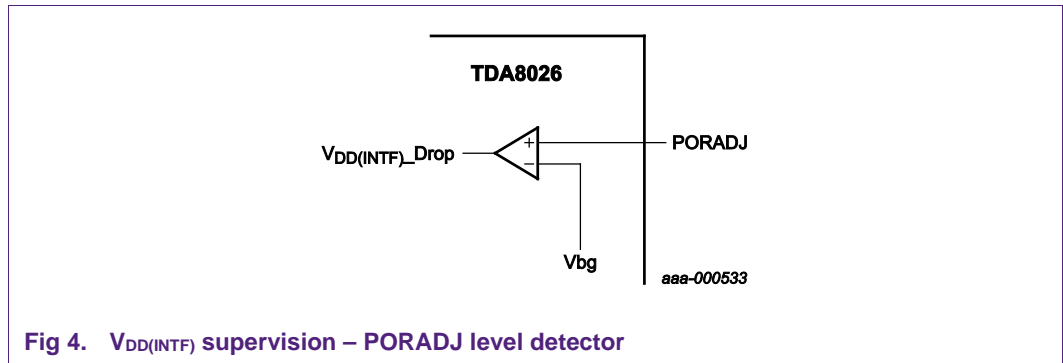 TDA8026
+
PORADJ
VDD(INTF)_Drop
−
Vbg
aaa-000533
Fig 4. VDD(INTF) supervision – PORADJ level detector